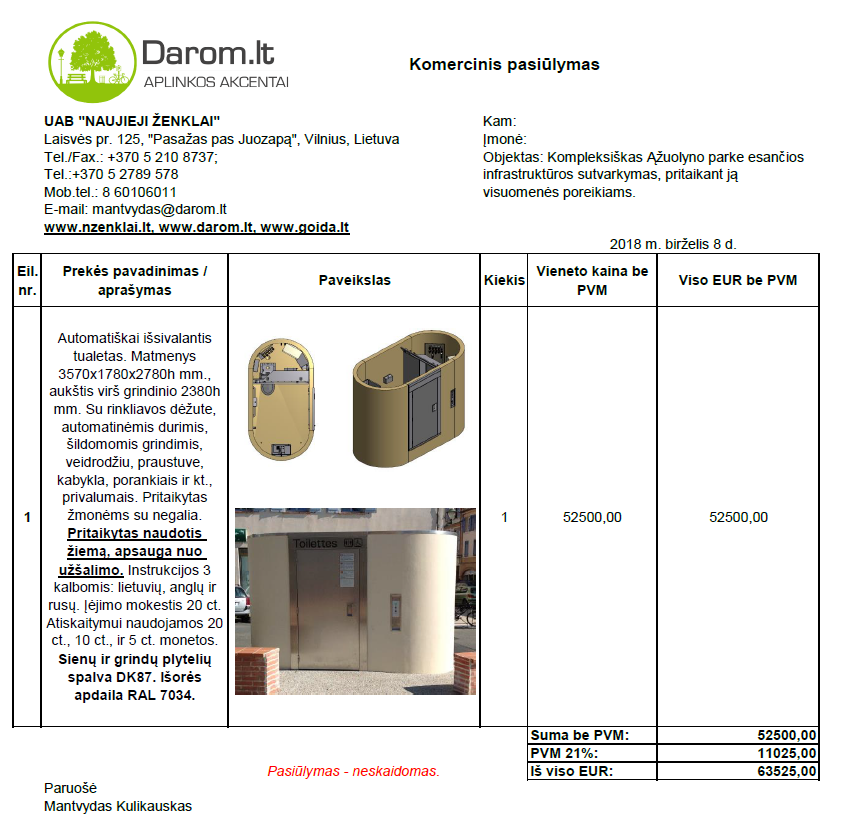 Darom.lt
APLINKOS AKCENTAI
Komercinis pasiūlymas
UAB "NAUJIEJI ŽENKLAI"
Laisvės pr. 125, "Pasažas pas Juozapą", Vilnius, Lietuva
Tel./Fax.: +370 5 210 8737;
Tel.:+370 5 2789 578
Mob.tel.: 8 60106011
E-mail: mantvydas@darom.lt
www.nzenklai.lt, www.darom.lt, www.goida.lt
Kam:
Įmonė:
Objektas: Kompleksiškas Ąžuolyno parke esančios
infrastruktūros sutvarkymas, pritaikant ją
visuomenės poreikiams.
2018 m. birželis 8 d.
Eil. nr.
Prekės pavadinimas /
aprašymas
Paveikslas
Kiekis
Vieneto kaina be
PVM
Viso EUR be PVM
1
Automatiškai išsivalantis
tualetas. Matmenys
3570x1780x2780h mm.,
aukštis virš grindinio 2380h
mm. Su rinkliavos dėžute,
automatinėmis durimis,
šildomomis grindimis,
veidrodžiu, praustuve,
kabykla, porankiais ir kt.,
privalumais. Pritaikytas
žmonėms su negalia.
Pritaikytas naudotis
žiemą, apsauga nuo
užšalimo. Instrukcijos 3
kalbomis: lietuvių, anglų ir
rusų. Įėjimo mokestis 20 ct.
Atiskaitymui naudojamos 20
ct., 10 ct., ir 5 ct. monetos.
Sienų ir grindų plytelių
spalva DK87. Išorės
apdaila RAL 7034.
Toilettes
1
52500,00
52500,00
Suma be PVM: 52500,00
PVM 21%: 11025,00
Iš viso EUR: 63525,00
Pasiūlymas - neskaidomas.
Paruošė
Mantvydas Kulikauskas